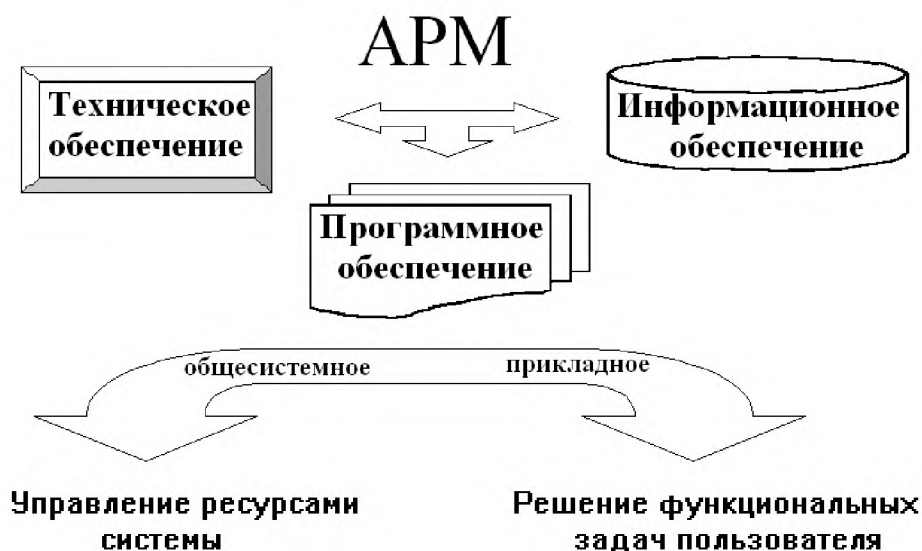 АРМ
Техническое
обеспечение
Информационное
обеспечение
Программное
обеспечение
общесистемное
прикладное
Управление ресурсами
системы
Решение функциональных
задач пользователя